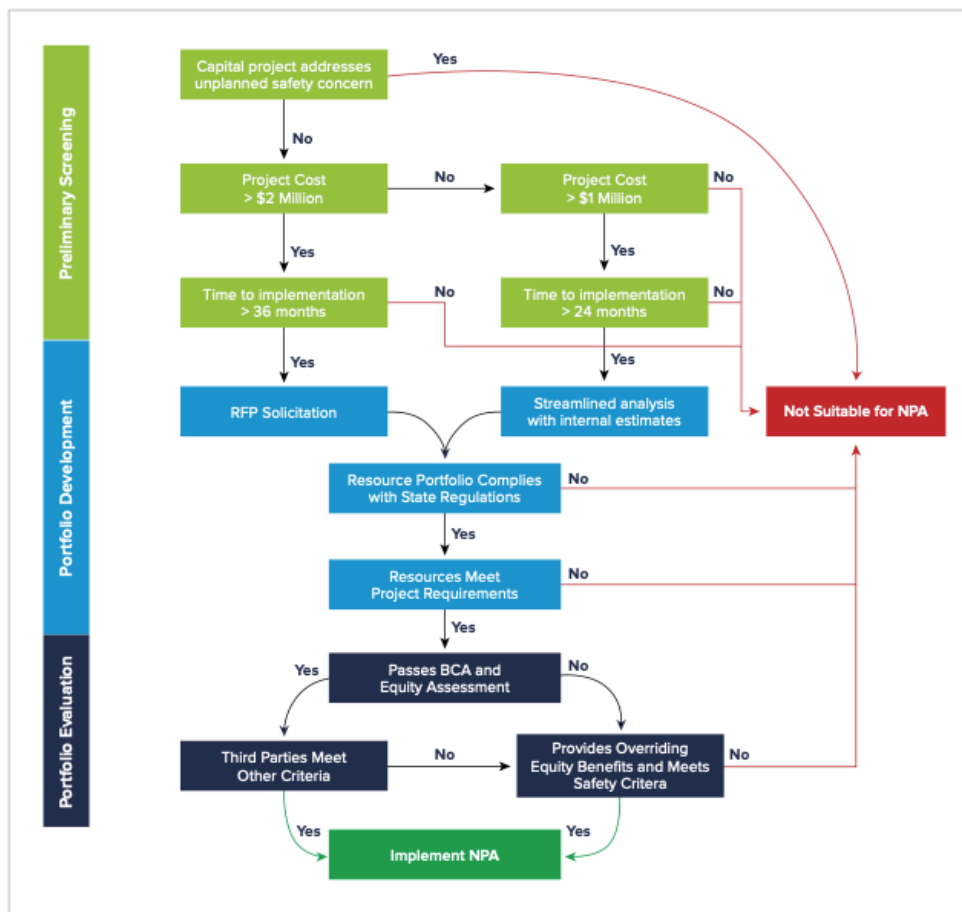 Preliminary Screening
Capital project addresses
unplanned safety concern
Yes
No
Project Cost
> $2 Million
No
Project Cost
> $1 Million
No
Yes
Yes
Time to implementation
> 36 months
No
Time to implementation
> 24 months
No
Yes
Yes
Portfolio Development
RFP Solicitation
Streamlined analysis
with internal estimates
Not Suitable for NPA
Resource Portfolio Complies
with State Regulations
No
Yes
Resources Meet
Project Requirements
No
Yes
Portfolio Evaluation
Yes
Passes BCA and
Equity Assessment
No
Third Parties Meet
Other Criteria
No
Provides Overriding
Equity Benefits and Meets
Safety Critera
No
Yes
Yes
Implement NPA